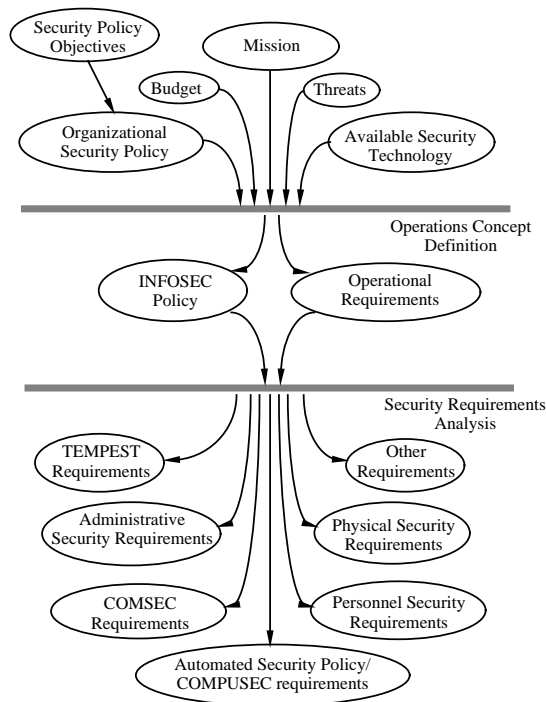 Security Policy
Objectives
Mission
Budget
Threats
Organizational
Security Policy
Available Security
Technology
Operations Concept
Definition
INFOSEC
Policy
Operational
Requirements
Security Requirements
Analysis
TEMPEST
Requirements
Other
Requirements
Administrative
Security Requirements
Physical Security
Requirements
COMSEC
Requirements
Personnel Security
Requirements
Automated Security Policy/
COMPUSEC requirements